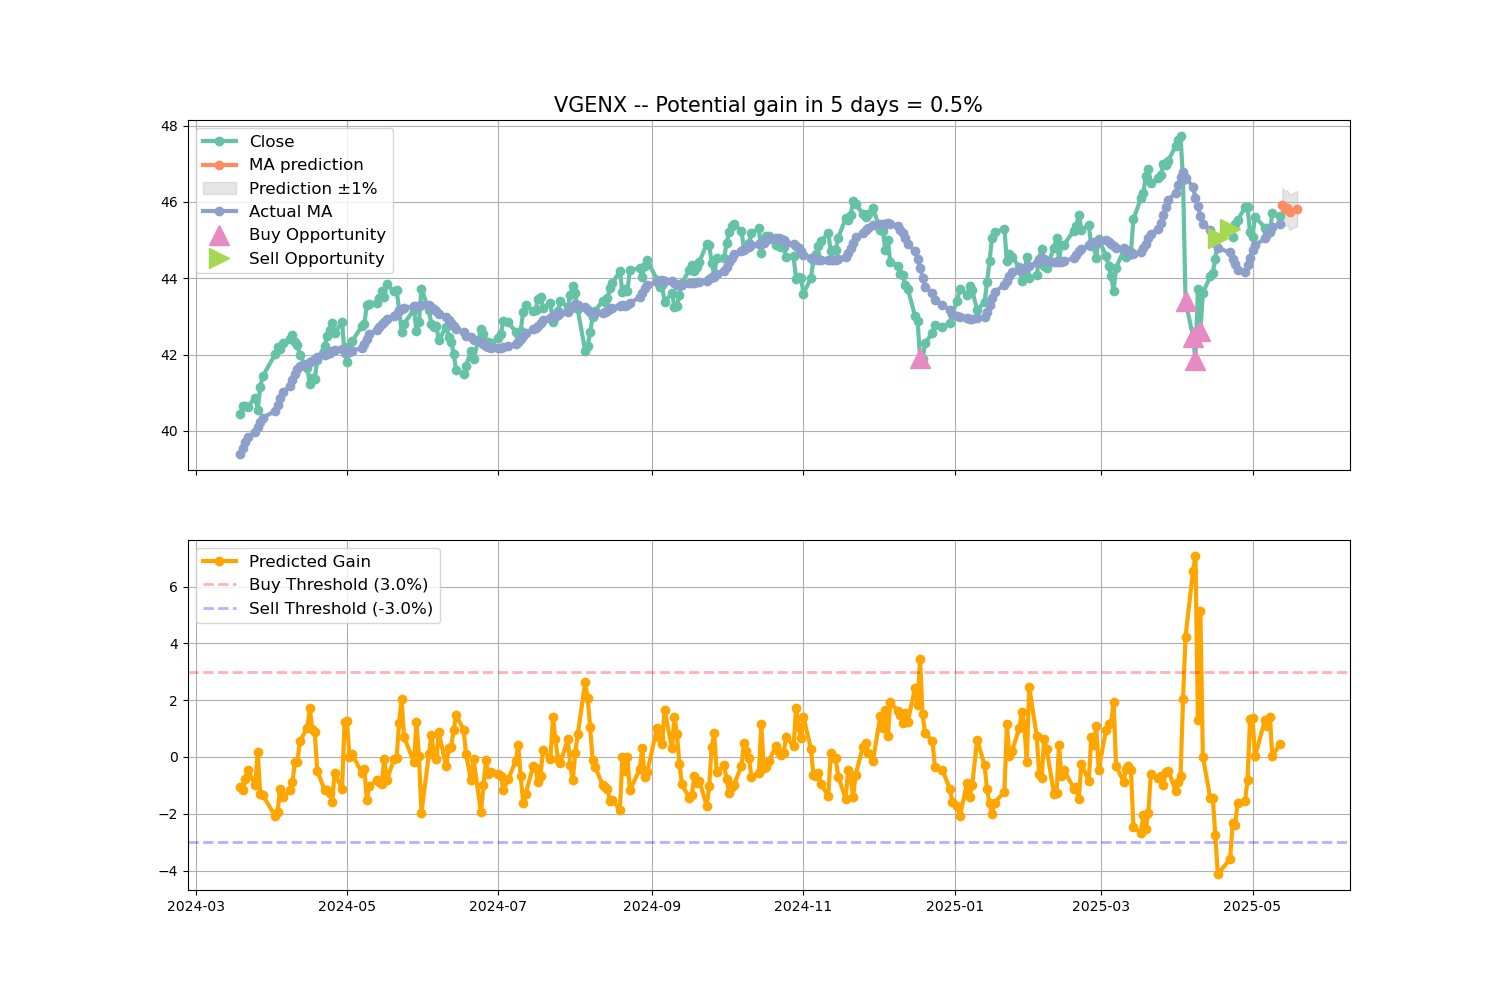 VGENX -- Potential gain in 5 days = 0.5%
48
46
44
42
40
Close
MA prediction
Prediction ±1%
Actual MA
Buy Opportunity
Sell Opportunity
6
4
2
0
−2
−4
Predicted Gain
Buy Threshold (3.0%)
Sell Threshold (-3.0%)
2024-03 2024-05 2024-07 2024-09 2024-11 2025-01 2025-03 2025-05